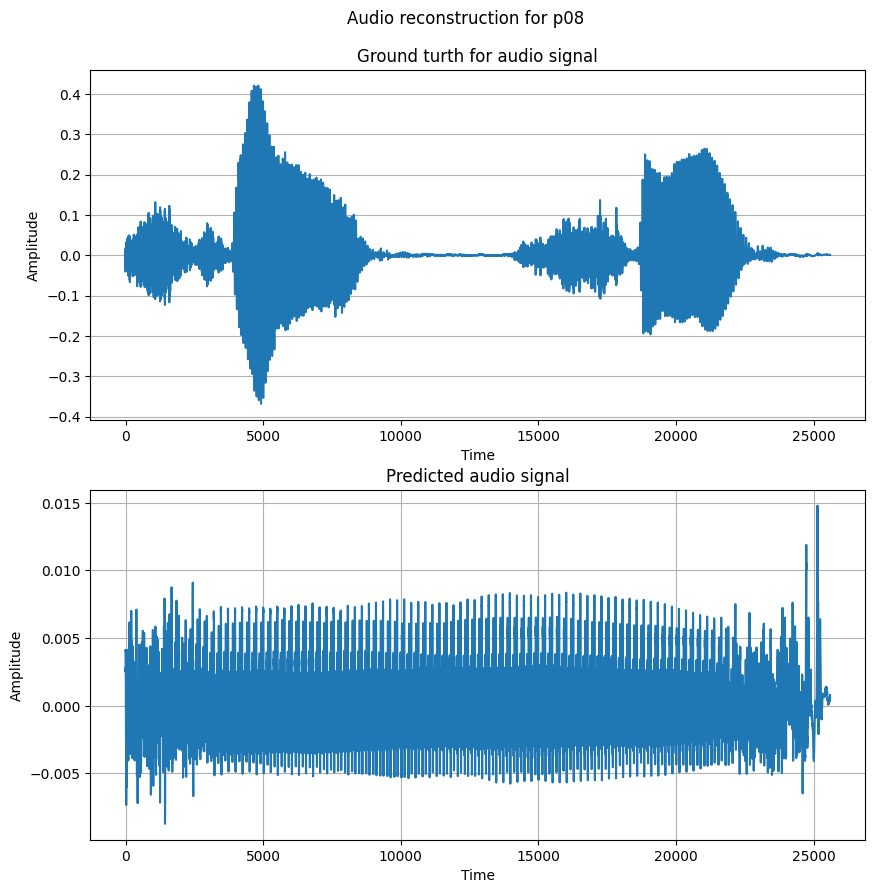 Audio reconstruction for p08
Ground turth for audio signal
Amplitude
0.4
0.3
0.2
0.1
0.0
−0.1
−0.2
−0.3
−0.4
0 5000 10000 15000 20000 25000
Time
Predicted audio signal
Amplitude
0.015
0.010
0.005
0.000
−0.005
0 5000 10000 15000 20000 25000
Time